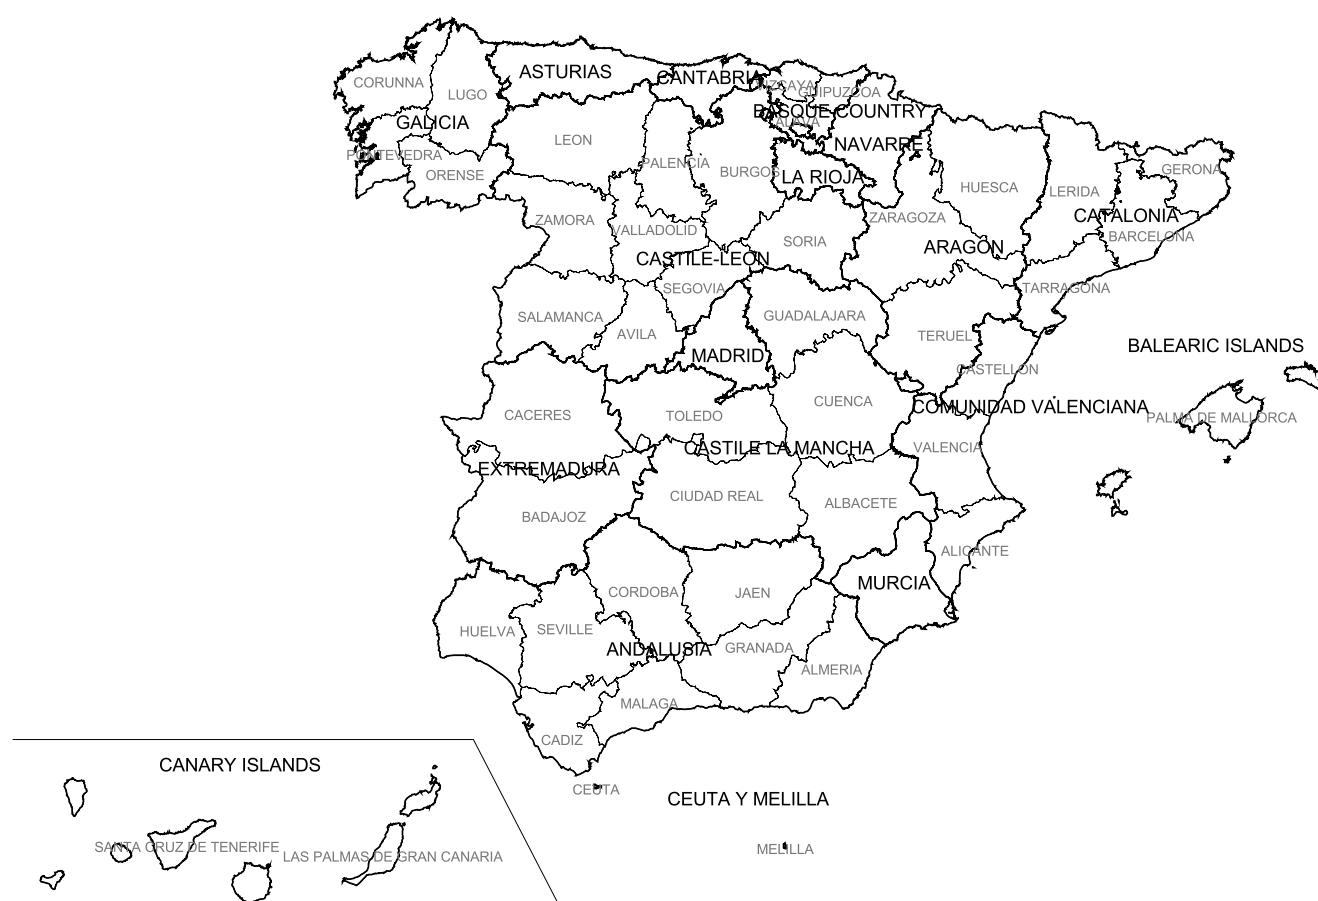 ASTURIAS
CANTABRIA
CORUNNA
LUGO
VIZCAYA
GUIPUZCOA
BASQUE COUNTRY
ALAVA
GALICIA
LEON
NAVARRE
PONTEVEDRA
ORENSE
PALENCIA
BURGOS
LA RIOJA
HUESCA
LERIDA
GERONA
ZAMORA
VALLADOLID
SORIA
ZARAGOZA
CATALONIA
BARCELONA
ARAGÓN
CASTILE-LEÓN
SEGOVIA
TARRAGONA
SALAMANCA
AVILA
GUADALAJARA
TERUEL
MADRID
BALEARIC ISLANDS
CASTELLON
CACERES
TOLEDO
CUENCA
COMUNIDAD VALENCIANA
PALMA DE MALLORCA
CASTILE LA MANCHA
VALENCIA
EXTREMADURA
CIUDAD REAL
ALBACETE
BADAJOZ
ALICANTE
MURCIA
CORDOBA
JAEN
HUELVA
SEVILLE
ANDALUSIA
GRANADA
ALMERIA
MALAGA
CADIZ
CANARY ISLANDS
CEUTA
CEUTA Y MELILLA
SANTA CRUZ DE TENERIFE
LAS PALMAS DE GRAN CANARIA
MELILLA